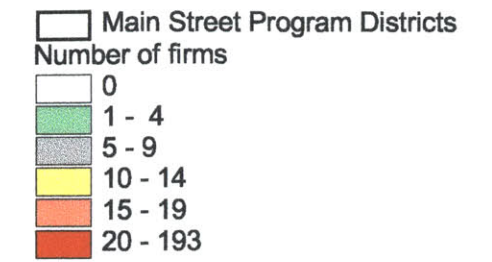 Main Street Program Districts
Number of firms
0
1 - 4
5 - 9
10 - 14
15 - 19
20 - 193